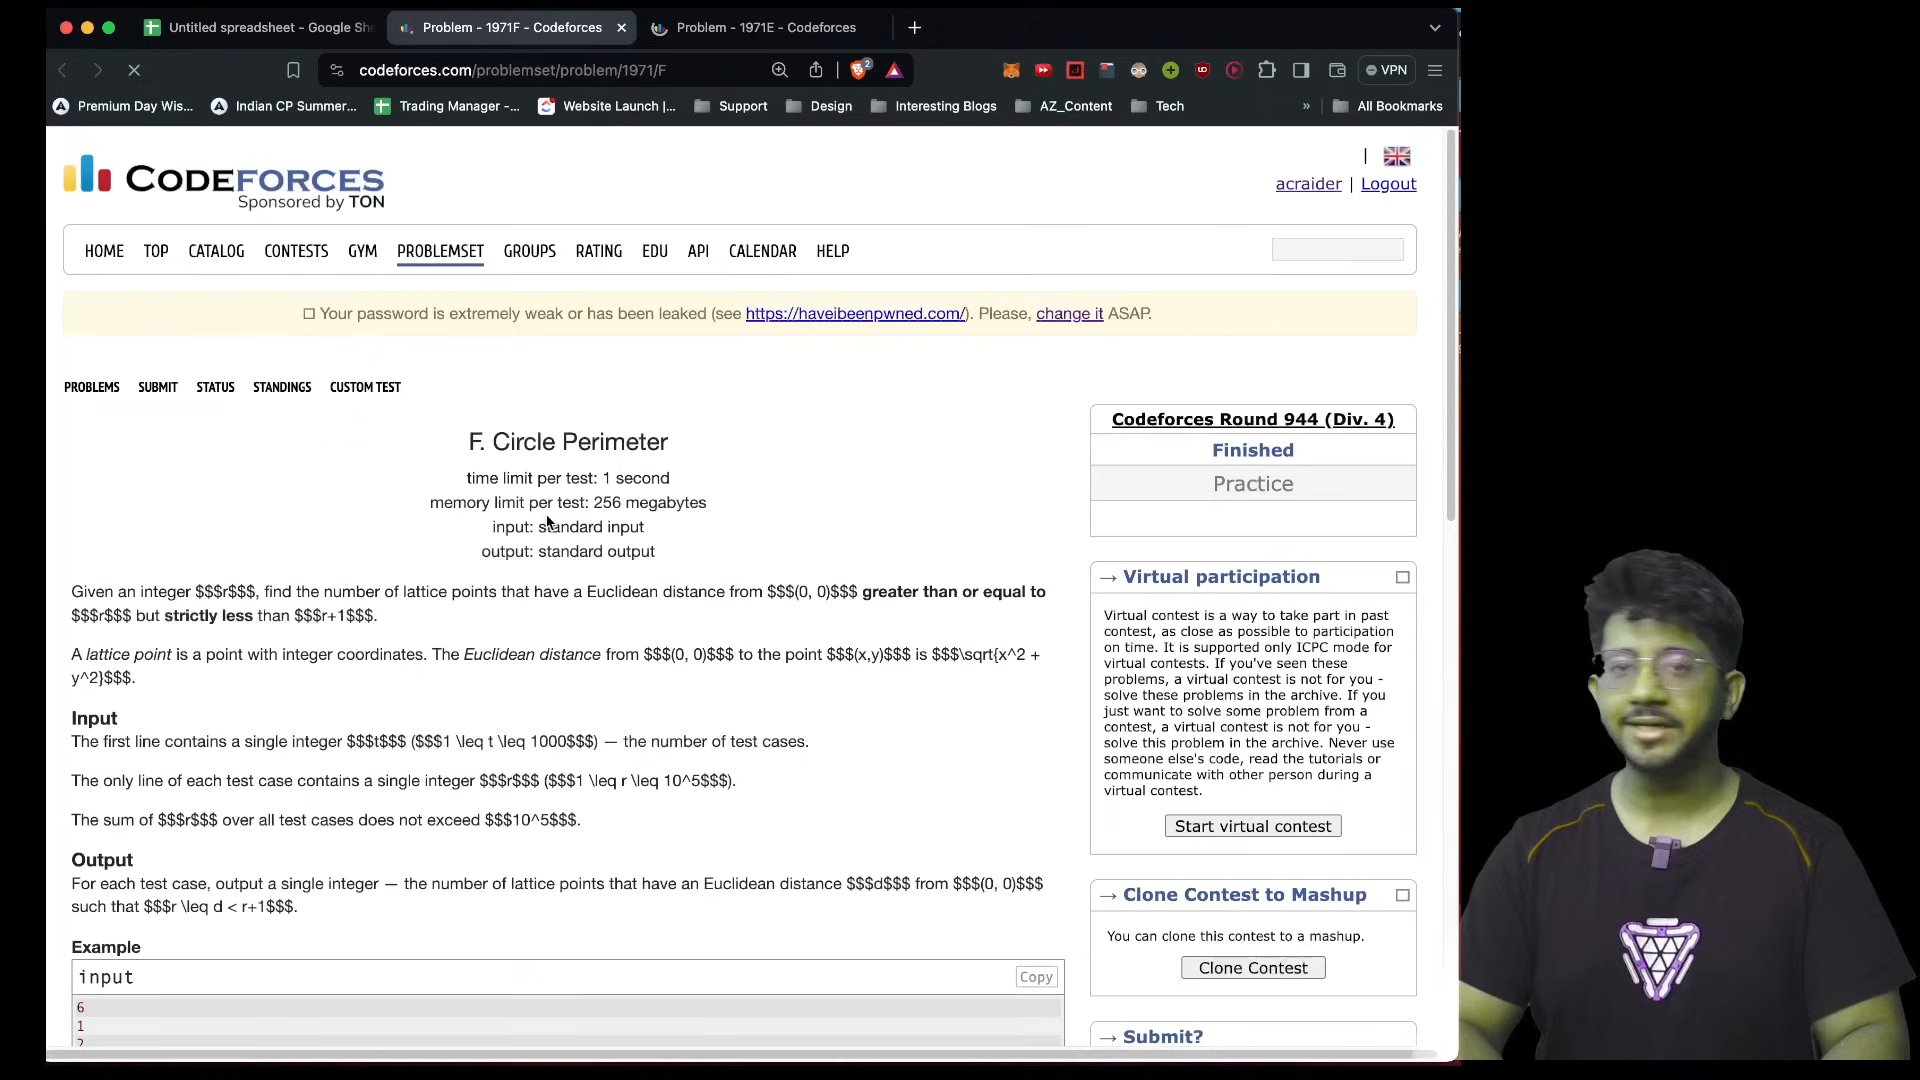 Untitled spreadsheet - Google She
Problem - 1971F - Codeforces
Problem - 1971E - Codeforces
codeforces.com/problemset/problem/1971/F
2
VPN
Premium Day Wis...
Indian CP Summer...
Trading Manager -...
Website Launch |...
Support
Design
Interesting Blogs
AZ_Content
Tech
»
All Bookmarks
CODEFORCES
Sponsored by TON
|
acraider | Logout
HOME TOP CATALOG CONTESTS GYM PROBLEMSET GROUPS RATING EDU API CALENDAR HELP
Your password is extremely weak or has been leaked (see https://haveibeenpwned.com/). Please, change it ASAP.
PROBLEMS SUBMIT STATUS STANDINGS CUSTOM TEST
F. Circle Perimeter
time limit per test: 1 second
memory limit per test: 256 megabytes
input: standard input
output: standard output
Given an integer $$$r$$$, find the number of lattice points that have a Euclidean distance from $$$(0, 0)$$$ greater than or equal to
$$$r$$$ but strictly less than $$$r+1$$$.
A lattice point is a point with integer coordinates. The Euclidean distance from $$$(0, 0)$$$ to the point $$$(x,y)$$$ is $$$\sqrt{x^2 +
y^2}$$$.
Input
The first line contains a single integer $$$t$$$ ($$$1 \leq t \leq 1000$$$) — the number of test cases.
The only line of each test case contains a single integer $$$r$$$ ($$$1 \leq r \leq 10^5$$$).
The sum of $$$r$$$ over all test cases does not exceed $$$10^5$$$.
Output
For each test case, output a single integer — the number of lattice points that have an Euclidean distance $$$d$$$ from $$$(0, 0)$$$
such that $$$r \leq d < r+1$$$.
Example
input
Copy
6
1
2
Codeforces Round 944 (Div. 4)
Finished
Practice
→ Virtual participation
Virtual contest is a way to take part in past
contest, as close as possible to participation
on time. It is supported only ICPC mode for
virtual contests. If you've seen these
problems, a virtual contest is not for you -
solve these problems in the archive. If you
just want to solve some problem from a
contest, a virtual contest is not for you -
solve this problem in the archive. Never use
someone else's code, read the tutorials or
communicate with other person during a
virtual contest.
Start virtual contest
→ Clone Contest to Mashup
You can clone this contest to a mashup.
Clone Contest
→ Submit?